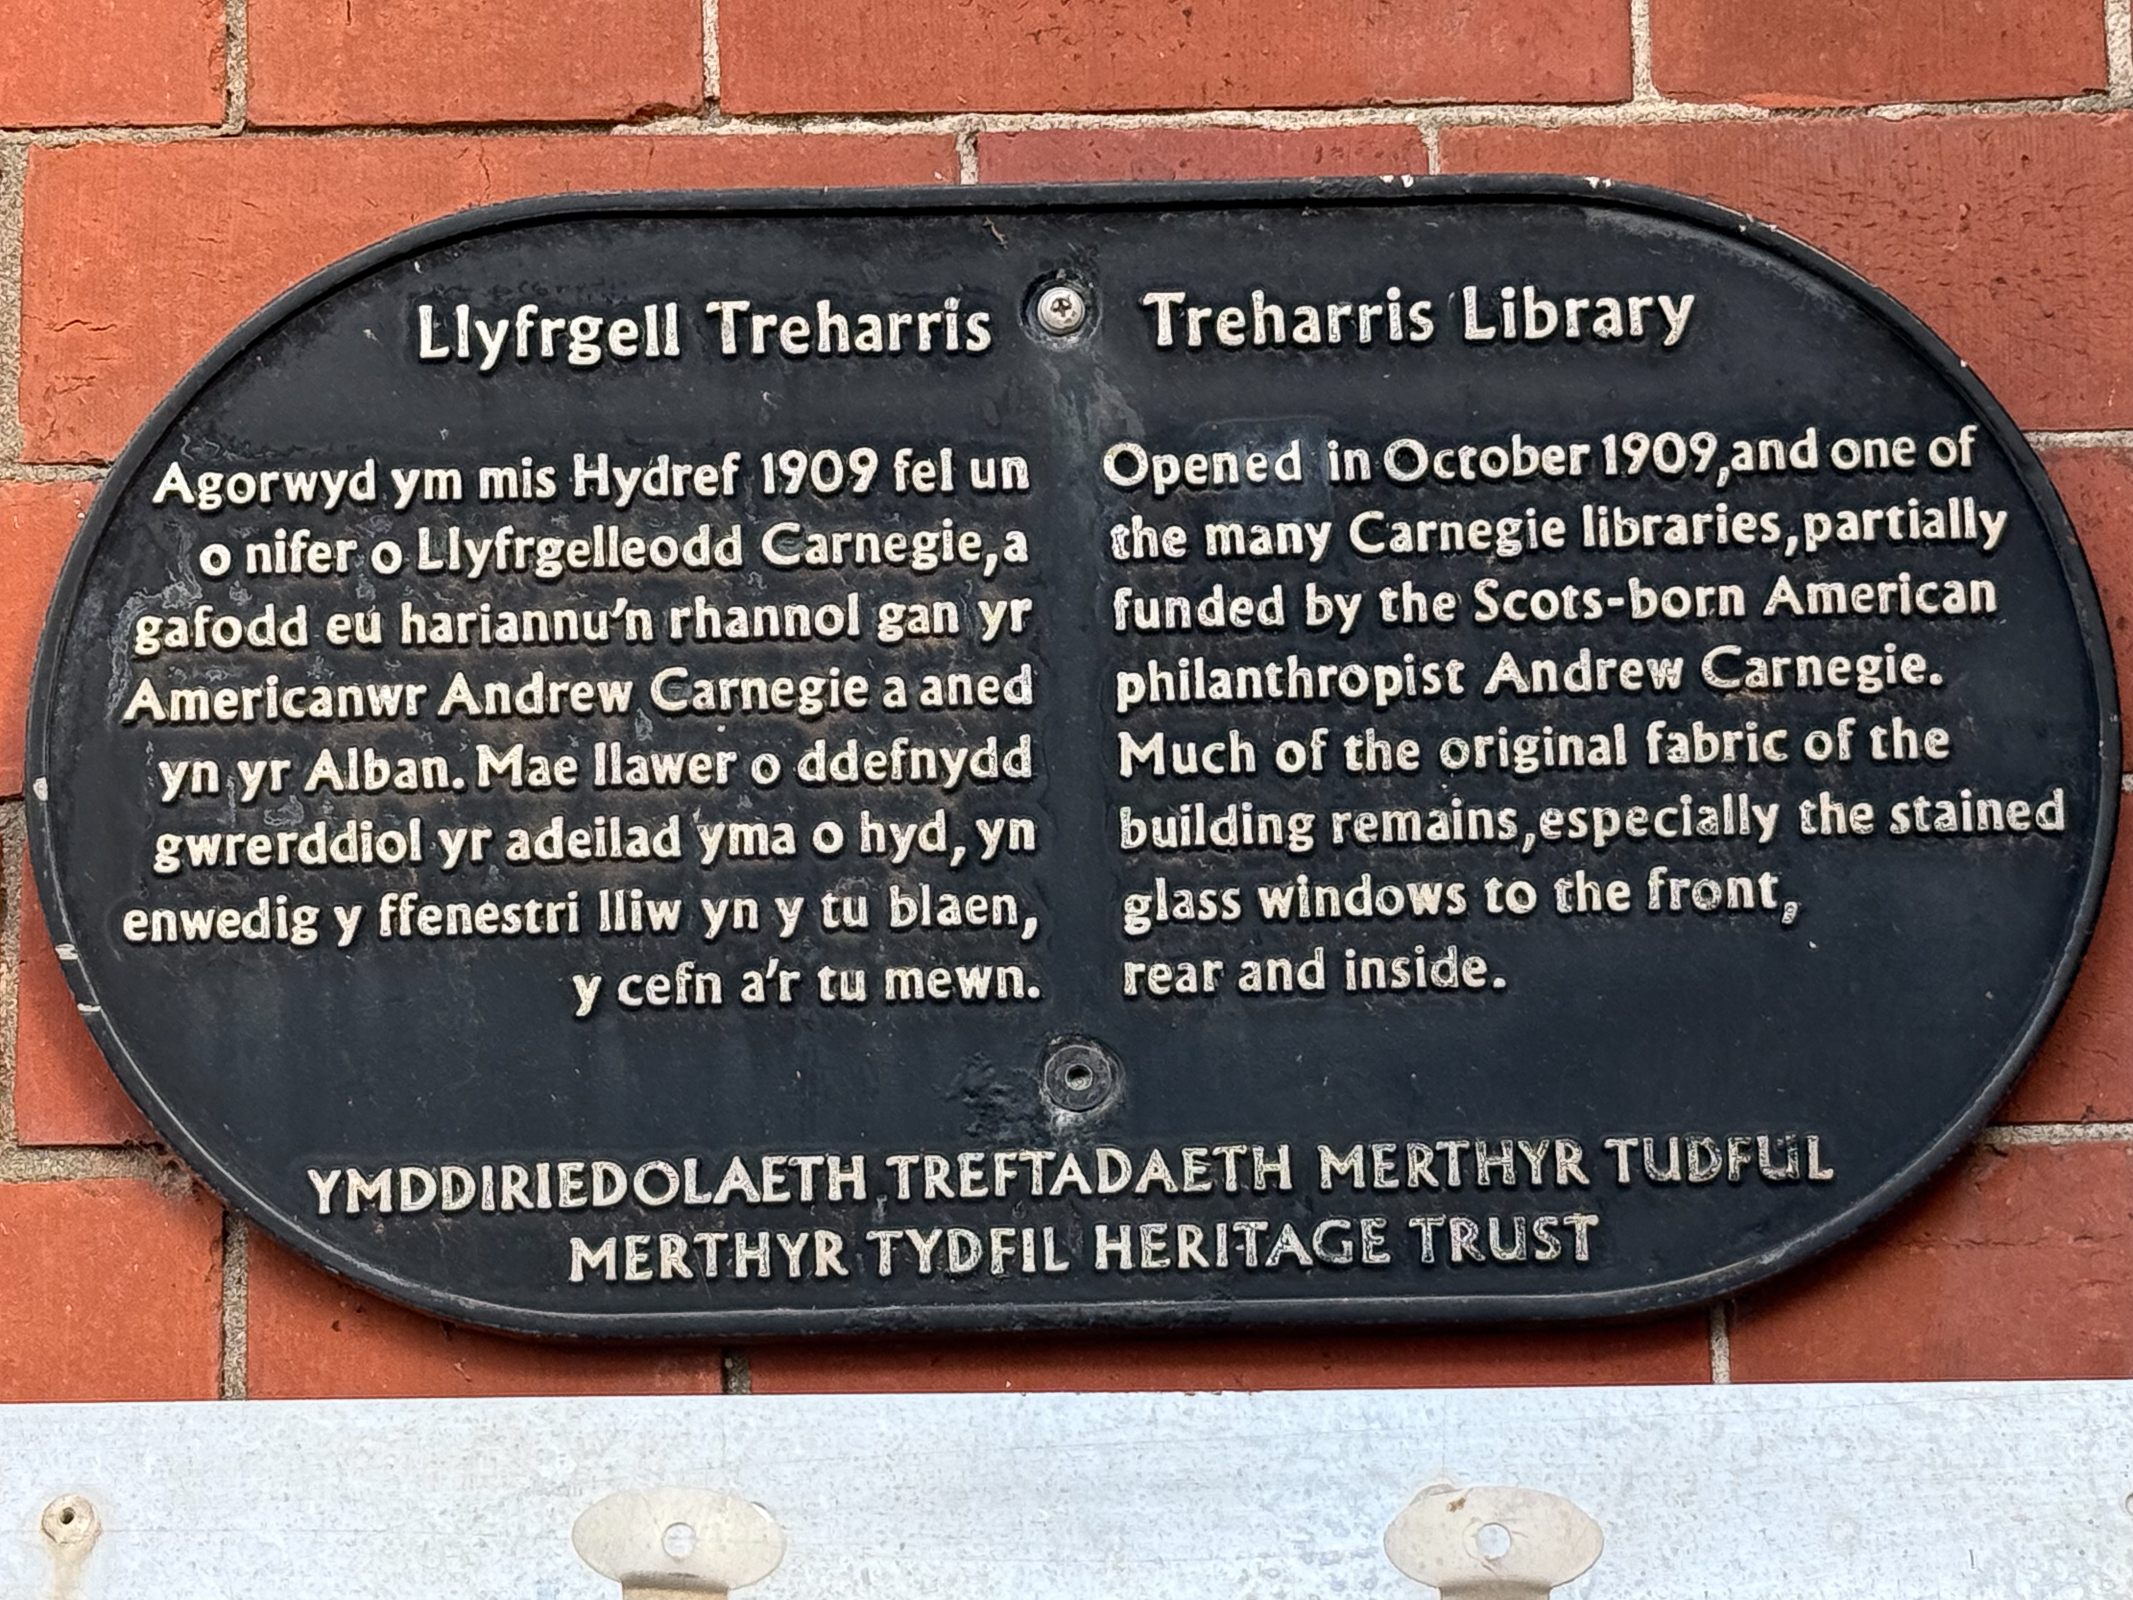 Llyfrgell Treharris
Agorwyd ym mis Hydref 1909 fel un
o nifer o Llyfrgelleodd Carnegie, a
gafodd eu hariannu'n rhannol gan yr
Americanwr Andrew Carnegie a aned
yn yr Alban. Mae llawer o ddefnydd
gwrerddiol yr adeilad yma o hyd, yn
enwedig y ffenestri lliw yn y tu blaen,
y cefn a'r tu mewn.
Treharris Library
Opened in October 1909, and one of
the many Carnegie libraries, partially
funded by the Scots-born American
philanthropist Andrew Carnegie.
Much of the original fabric of the
building remains, especially the stained
glass windows to the front,
rear and inside.
YMDDIRIEDOLAETH TREFTADAETH MERTHYR TUDFUL
MERTHYR TYDFIL HERITAGE TRUST